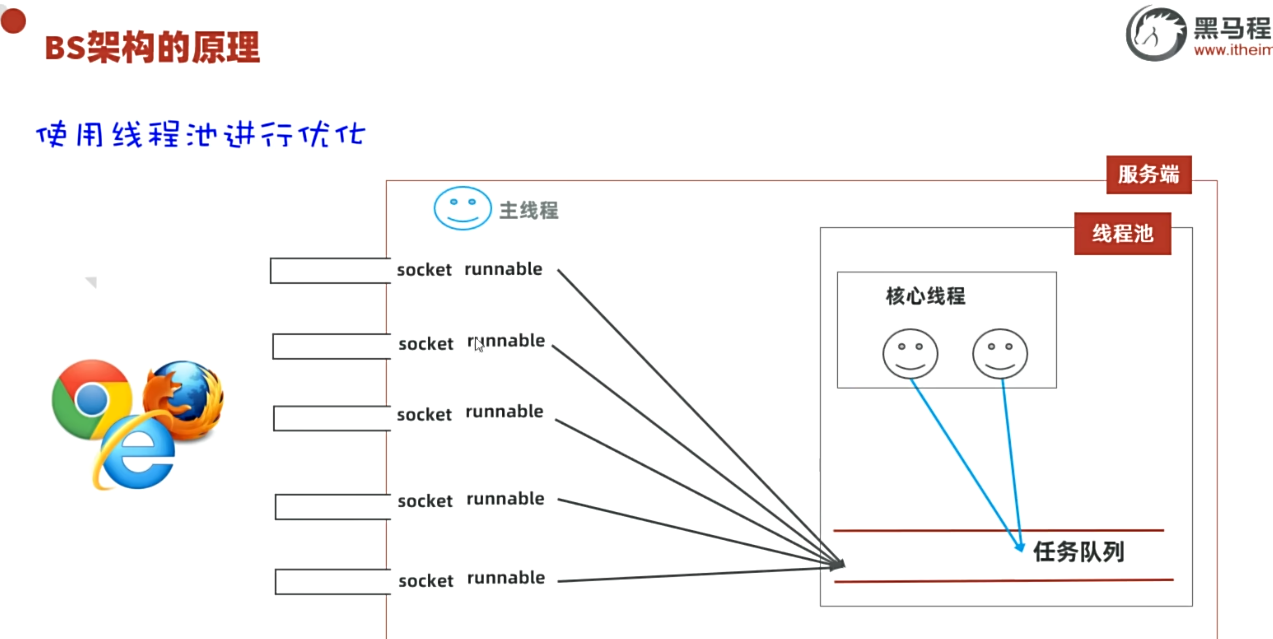 BS架构的原理
黑马程
www.itheim
使用线程池进行优化
服务端
主线程
线程池
socket runnable
核心线程
socket runnable
socket runnable
socket runnable
任务队列
socket runnable